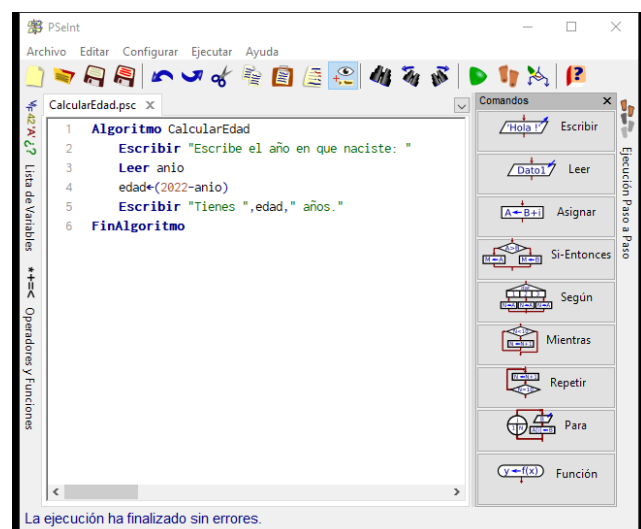 PSeInt
Archivo Editar Configurar Ejecutar Ayuda
CalcularEdad.psc
1 Algoritmo CalcularEdad
2 Escribir "Escribe el año en que naciste: "
3 Leer anio
4 edad←(2022-anio)
5 Escribir "Tienes ",edad," años."
6 FinAlgoritmo
Lista de Variables
*+=< Operadores y Funciones
Comandos
'Hola !' Escribir
Dato1 Leer
A←B+i Asignar
A>B M←A M←B Si-Entonces
Según
Mientras
Repetir
Para
y←f(x) Función
Ejecución Paso a Paso
La ejecución ha finalizado sin errores.